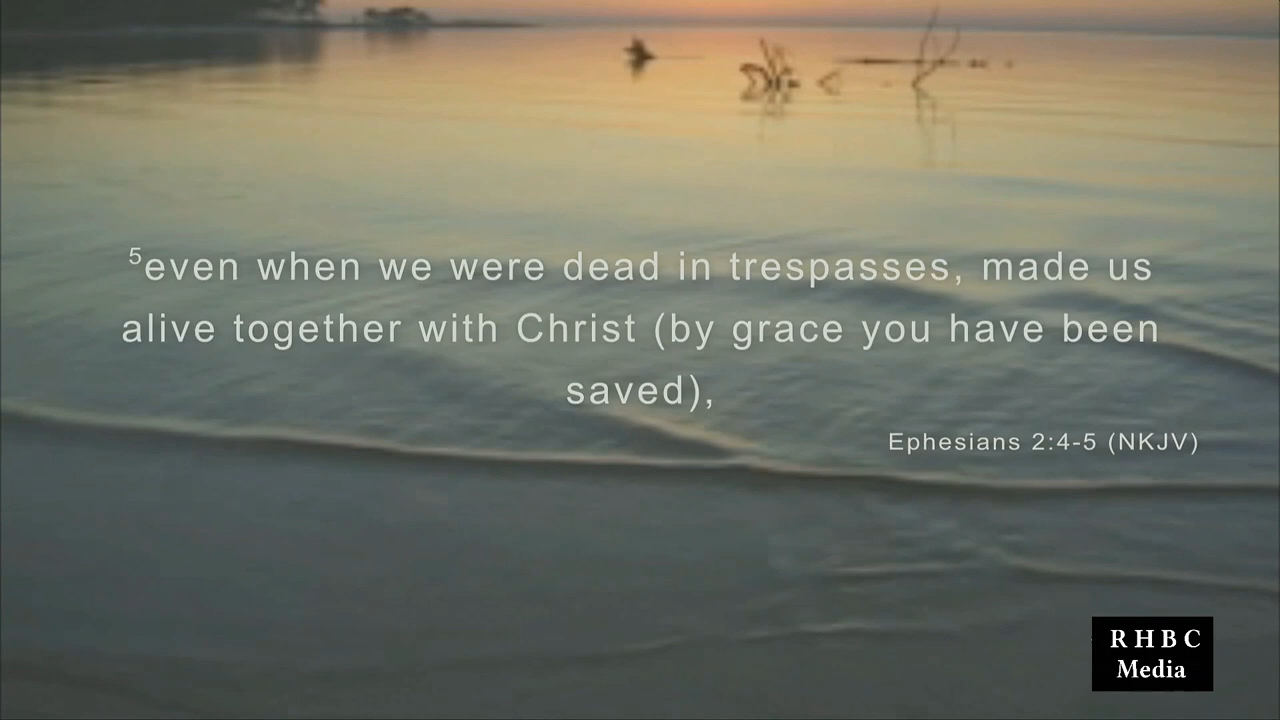 ⁵even when we were dead in trespasses, made us
alive together with Christ (by grace you have been
saved),
Ephesians 2:4-5 (NKJV)
RHBC
Media